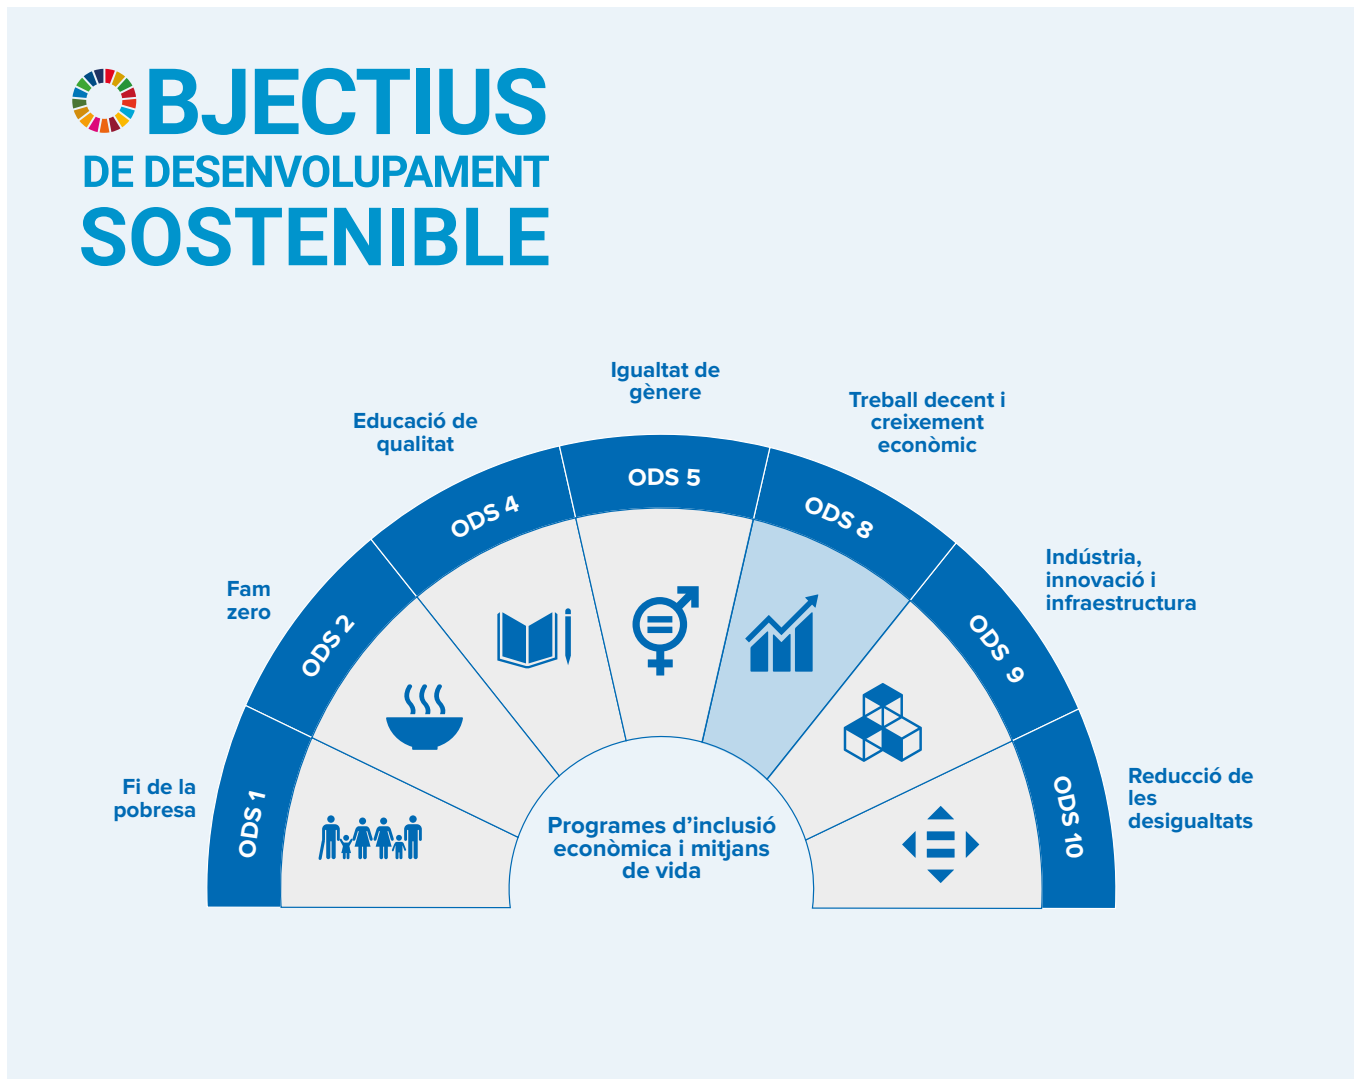 OBJECTIUS
DE DESENVOLUPAMENT
SOSTENIBLE
Fi de la
pobresa
ODS 1
Fam
zero
ODS 2
Educació de
qualitat
ODS 4
Igualtat de
gènere
ODS 5
Treball decent i
creixement
econòmic
ODS 8
Indústria,
innovació i
infraestructura
ODS 9
Reducció de
les
desigualtats
ODS 10
Programes d’inclusió
econòmica i mitjans
de vida